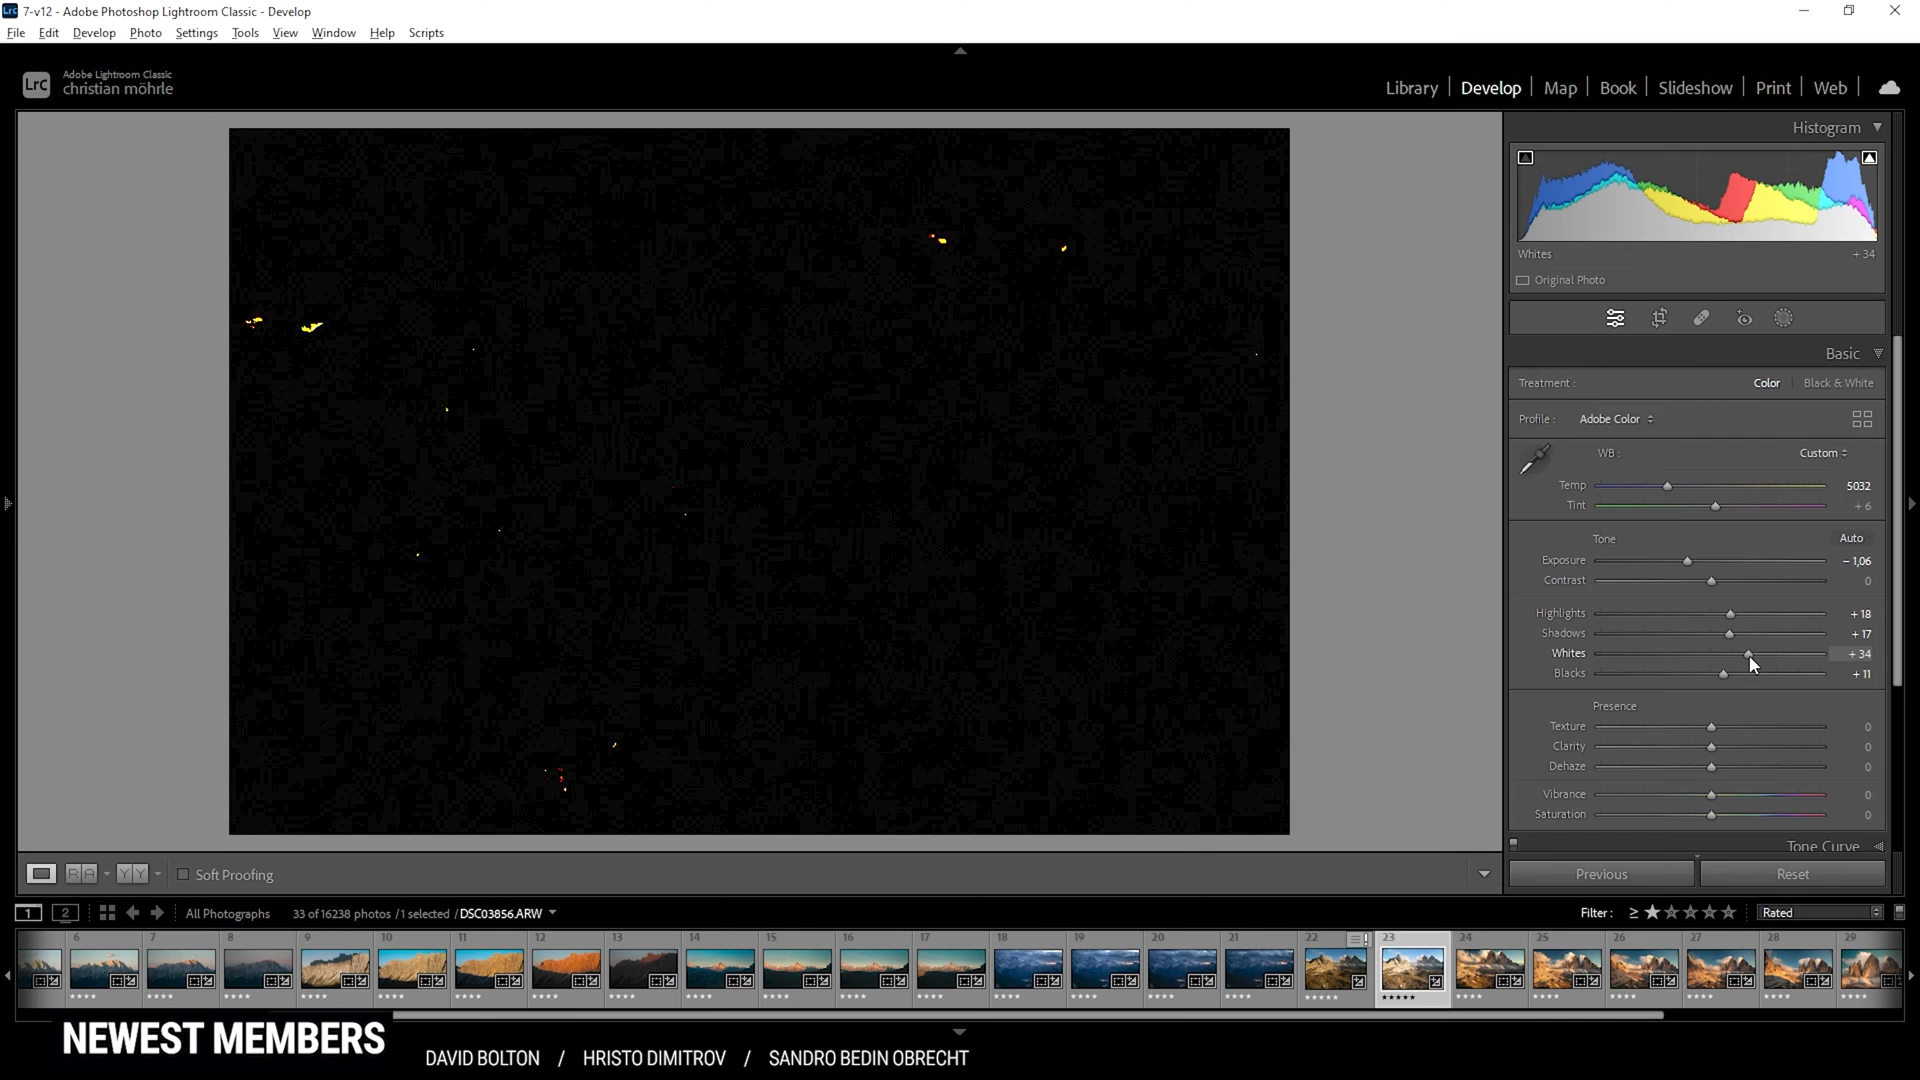 7-v12 - Adobe Photoshop Lightroom Classic - Develop
File Edit Develop Photo Settings Tools View Window Help Scripts
LrC Adobe Lightroom Classic
christian möhrle
Library Develop Map Book Slideshow Print Web
Histogram
Whites +34
Original Photo
Basic
Treatment : Color Black & White
Profile : Adobe Color
WB : Custom
Temp 5032
Tint +6
Tone Auto
Exposure −1,06
Contrast 0
Highlights +18
Shadows +17
Whites +34
Blacks +11
Presence
Texture 0
Clarity 0
Dehaze 0
Vibrance 0
Saturation 0
Tone Curve
Previous Reset
R A Y Y Soft Proofing
1 2 All Photographs 33 of 16238 photos / 1 selected / DSC03856.ARW Filter : ≥ Rated
6 7 8 9 10 11 12 13 14 15 16 17 18 19 20 21 22 23 24 25 26 27 28 29
NEWEST MEMBERS
DAVID BOLTON / HRISTO DIMITROV / SANDRO BEDIN OBRECHT